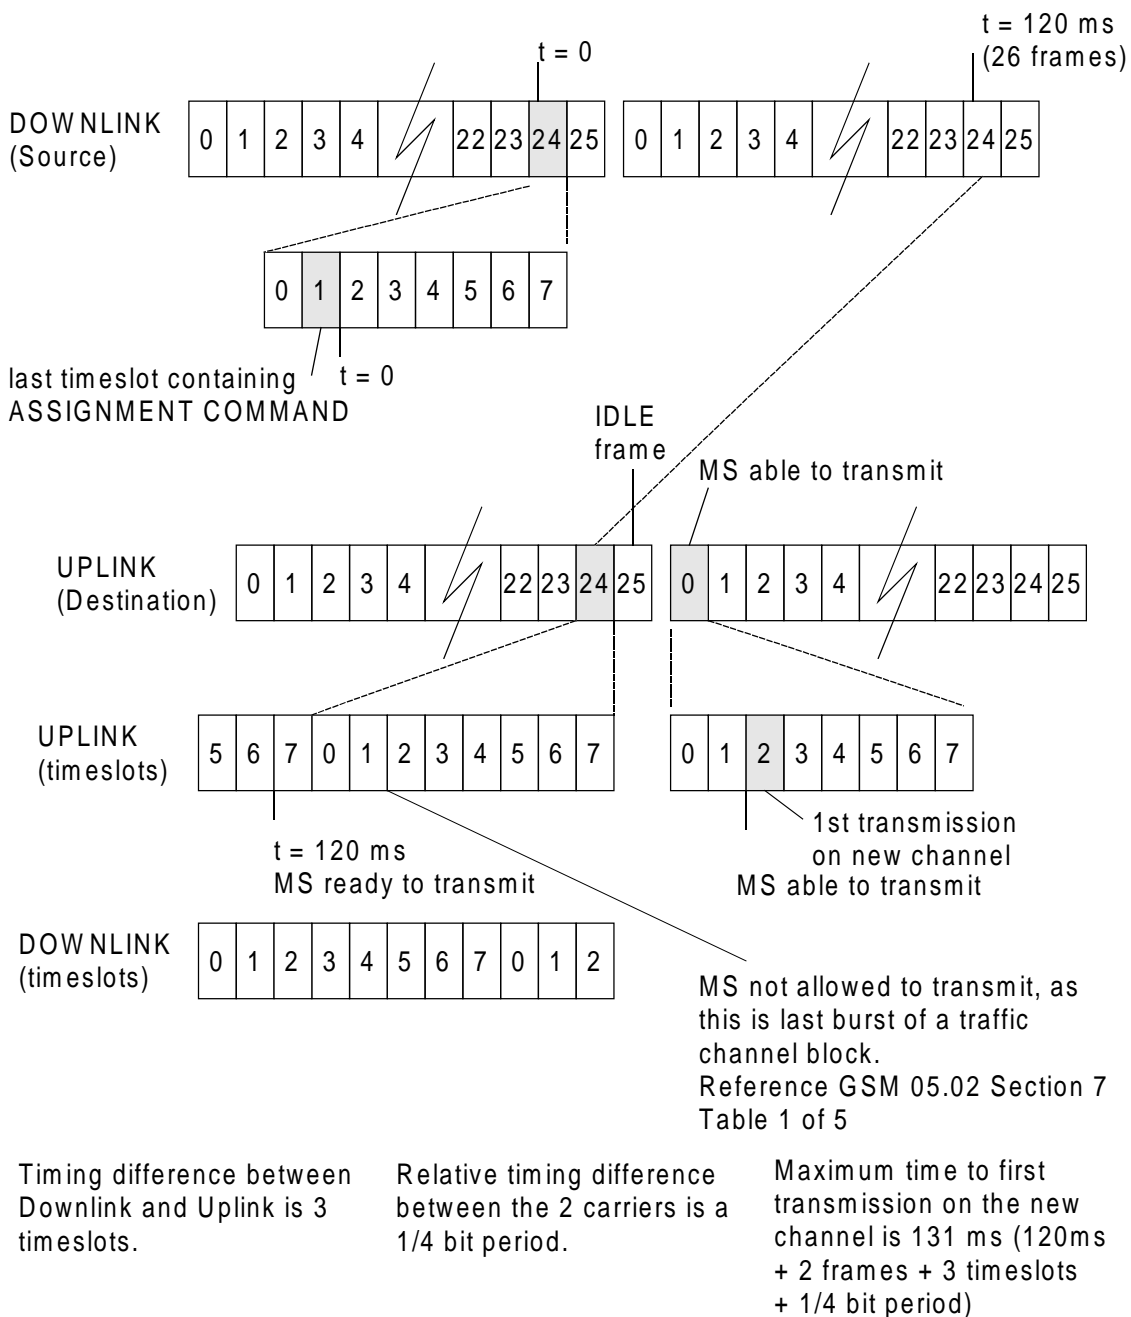 t = 120 ms
(26 frames)
t = 0
DOWNLINK
(Source)
0 1 2 3 4 22 23 24 25 0 1 2 3 4 22 23 24 25
0 1 2 3 4 5 6 7
last timeslot containing
ASSIGNMENT COMMAND
t = 0
IDLE
frame
MS able to transmit
UPLINK
(Destination)
0 1 2 3 4 22 23 24 25 0 1 2 3 4 22 23 24 25
UPLINK
(timeslots)
5 6 7 0 1 2 3 4 5 6 7 0 1 2 3 4 5 6 7
t = 120 ms
MS ready to transmit
1st transmission
on new channel
MS able to transmit
DOWNLINK
(timeslots)
0 1 2 3 4 5 6 7 0 1 2
MS not allowed to transmit, as
this is last burst of a traffic
channel block.
Reference GSM 05.02 Section 7
Table 1 of 5
Timing difference between
Downlink and Uplink is 3
timeslots.
Relative timing difference
between the 2 carriers is a
1/4 bit period.
Maximum time to first
transmission on the new
channel is 131 ms (120ms
+ 2 frames + 3 timeslots
+ 1/4 bit period)